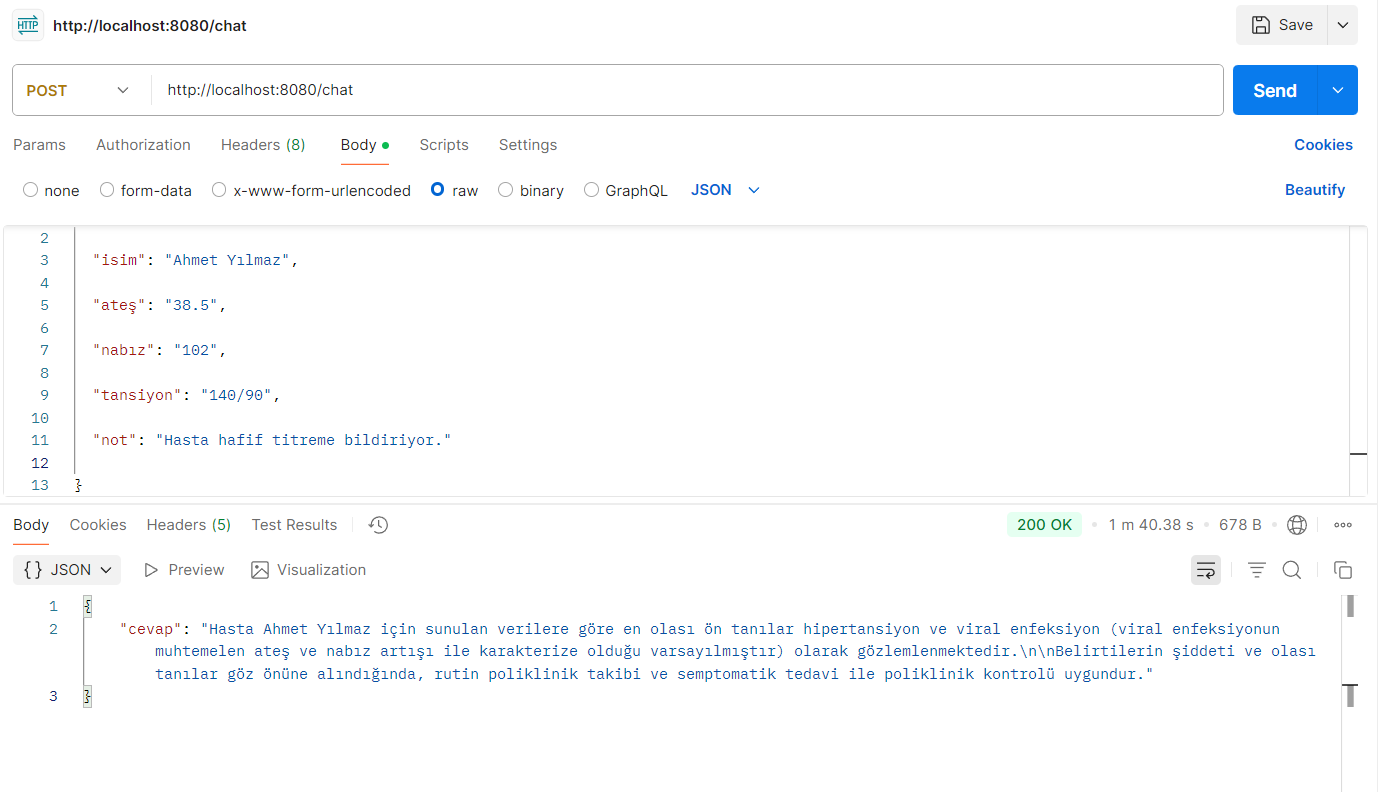 HTTP http://localhost:8080/chat Save
POST http://localhost:8080/chat Send
Params Authorization Headers (8) Body Scripts Settings Cookies
none form-data x-www-form-urlencoded raw binary GraphQL JSON Beautify
2
3 "isim": "Ahmet Yılmaz",
4
5 "ateş": "38.5",
6
7 "nabız": "102",
8
9 "tansiyon": "140/90",
10
11 "not": "Hasta hafif titreme bildiriyor."
12
13 }
Body Cookies Headers (5) Test Results 200 OK 1 m 40.38 s 678 B
{} JSON Preview Visualization
1 {
2 "cevap": "Hasta Ahmet Yılmaz için sunulan verilere göre en olası ön tanılar hipertansiyon ve viral enfeksiyon (viral enfeksiyonun
muhtemelen ateş ve nabız artışı ile karakterize olduğu varsayılmıştır) olarak gözlemlenmektedir.\n\nBelirtilerin şiddeti ve olası
tanılar göz önüne alındığında, rutin poliklinik takibi ve semptomatik tedavi ile poliklinik kontrolü uygundur."
3 }